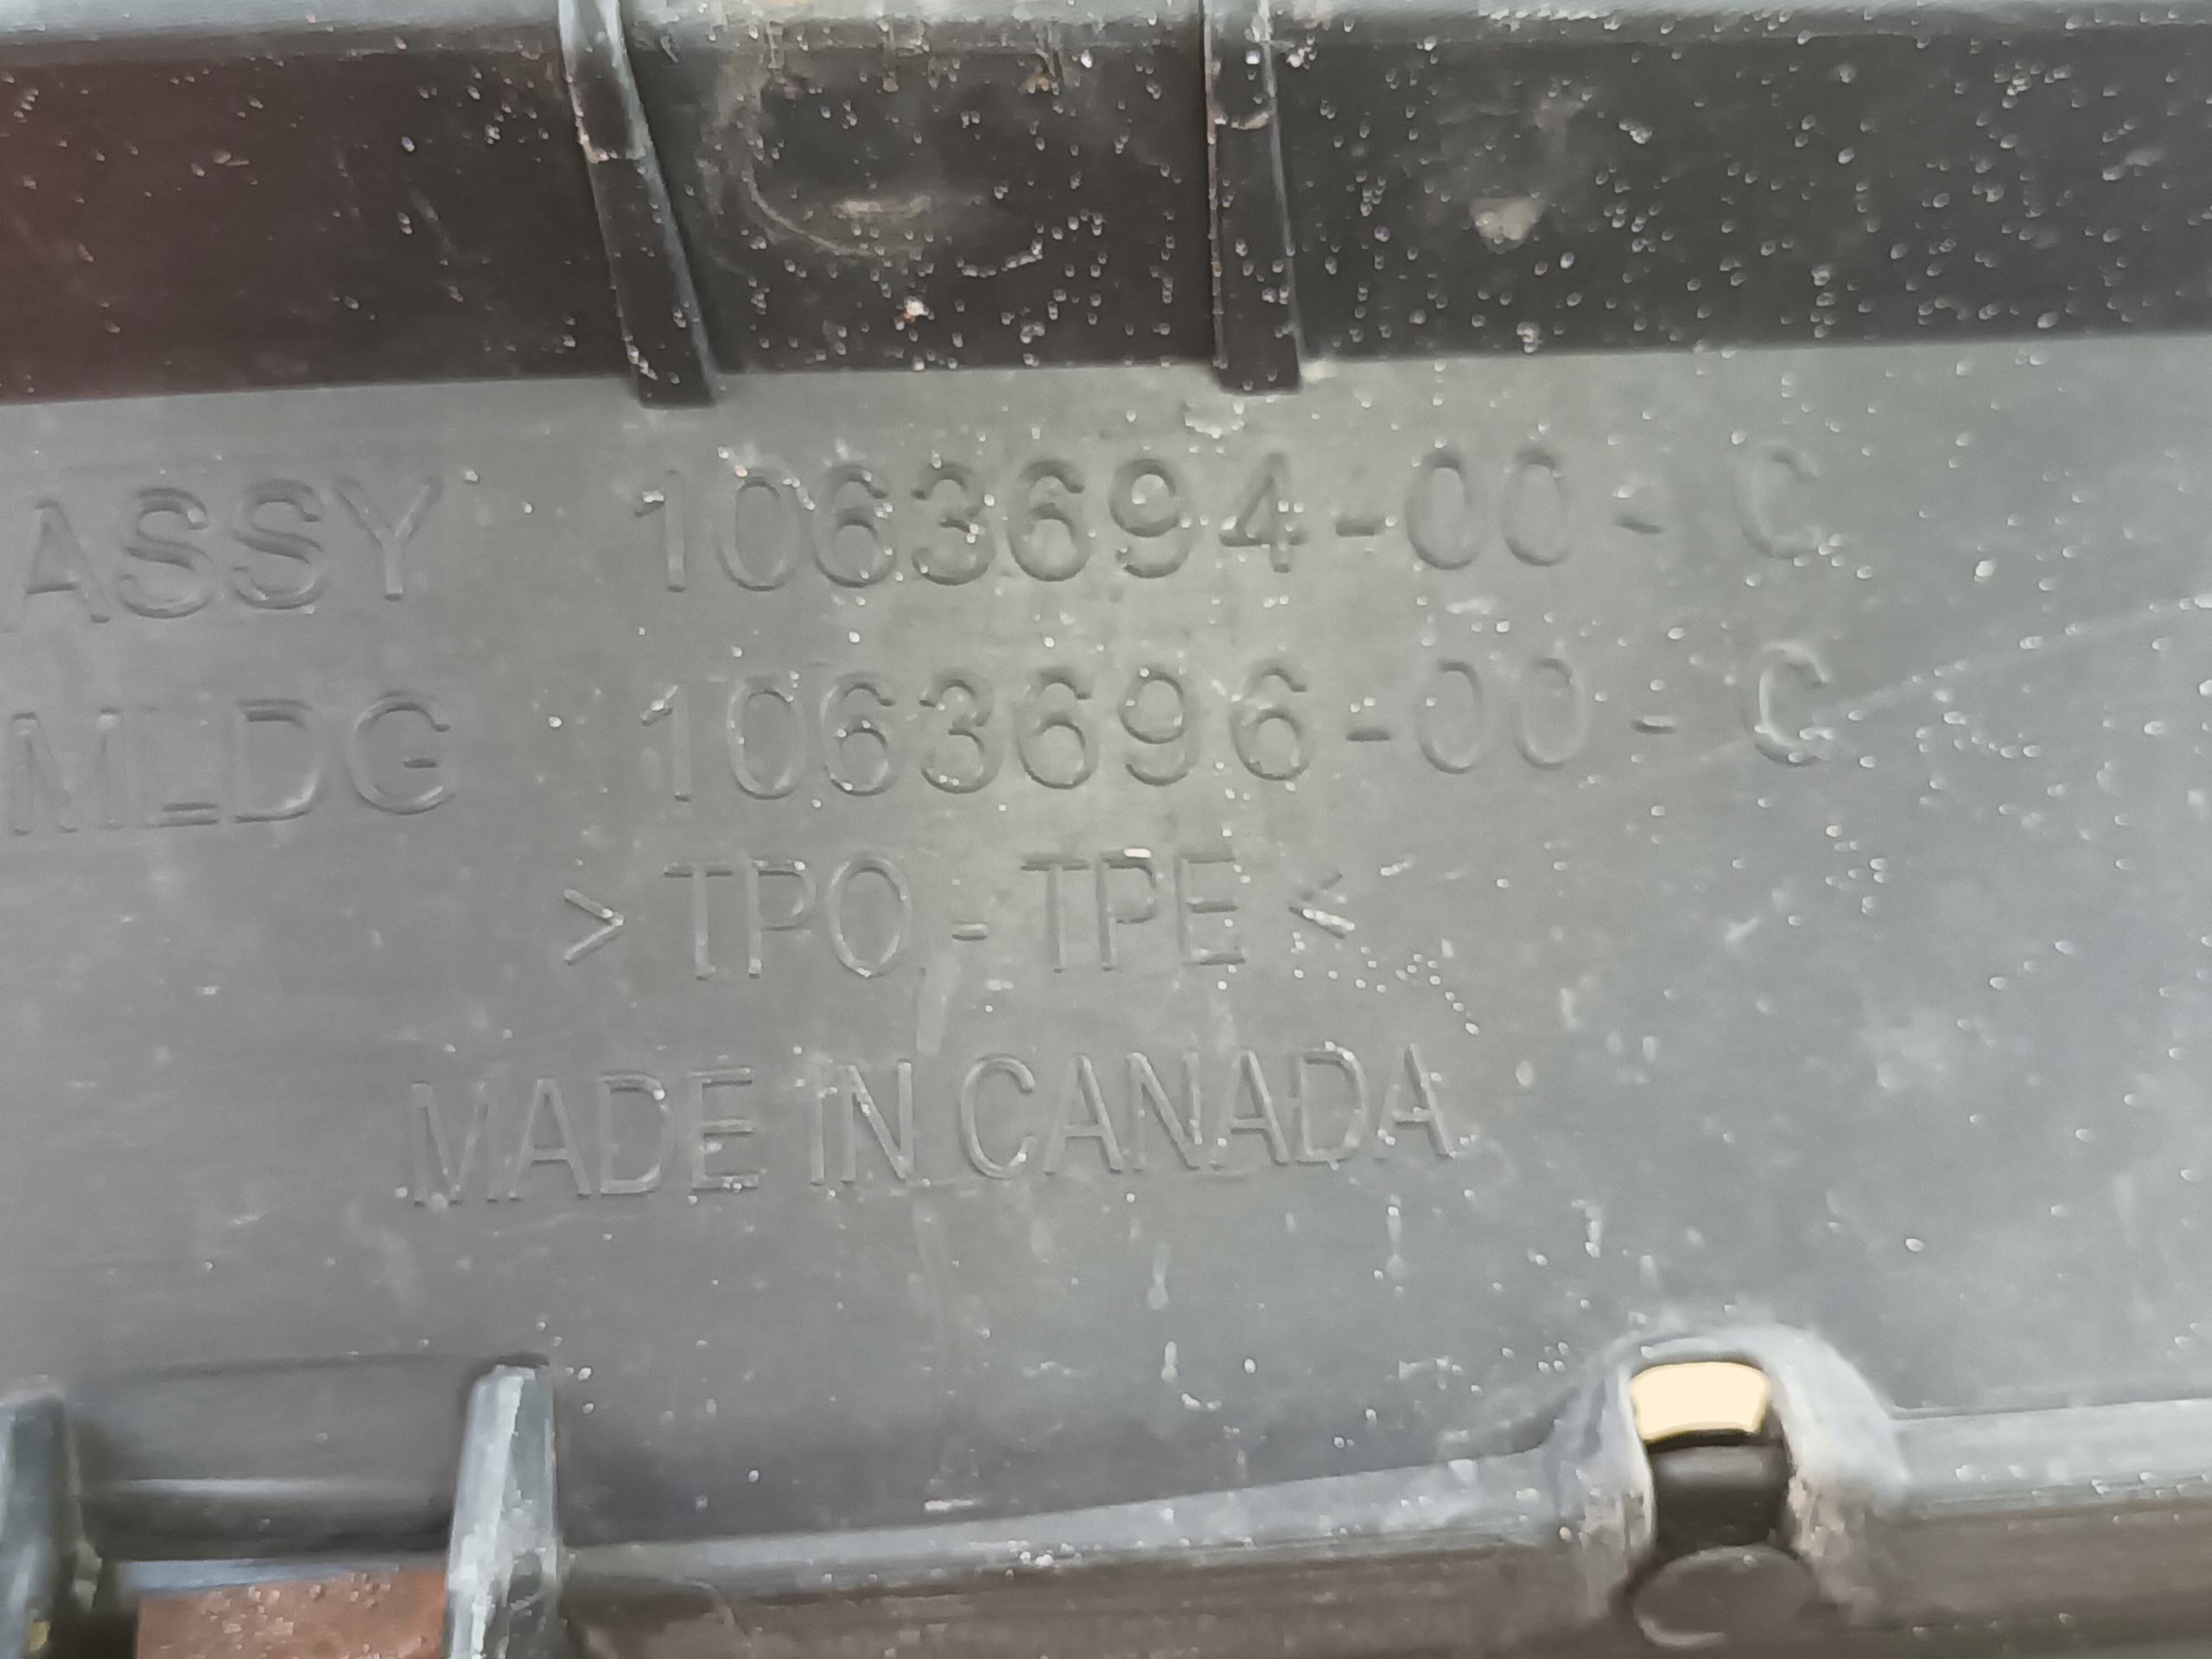 ASSY 1063694-00- C
MLDG 1063696-00- C
> TPO - TPE <
MADE IN CANADA